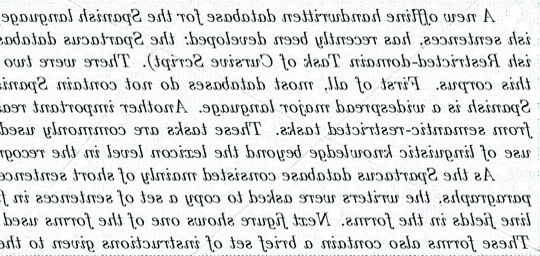 A new offline handwritten database for the Spanish language
ish sentences, has recently been developed: the Spartacus databas
ish Restricted-domain Task of Cursive Script). There were two
this corpus. First of all, most databases do not contain Spani
Spanish is a widespread major language. Another important rea
from semantic-restricted tasks. These tasks are commonly used
use of linguistic knowledge beyond the lexicon level in the recog
As the Spartacus database consisted mainly of short sentence
paragraphs, the writers were asked to copy a set of sentences in f
line fields in the forms. Next figure shows one of the forms used
These forms also contain a brief set of instructions given to the